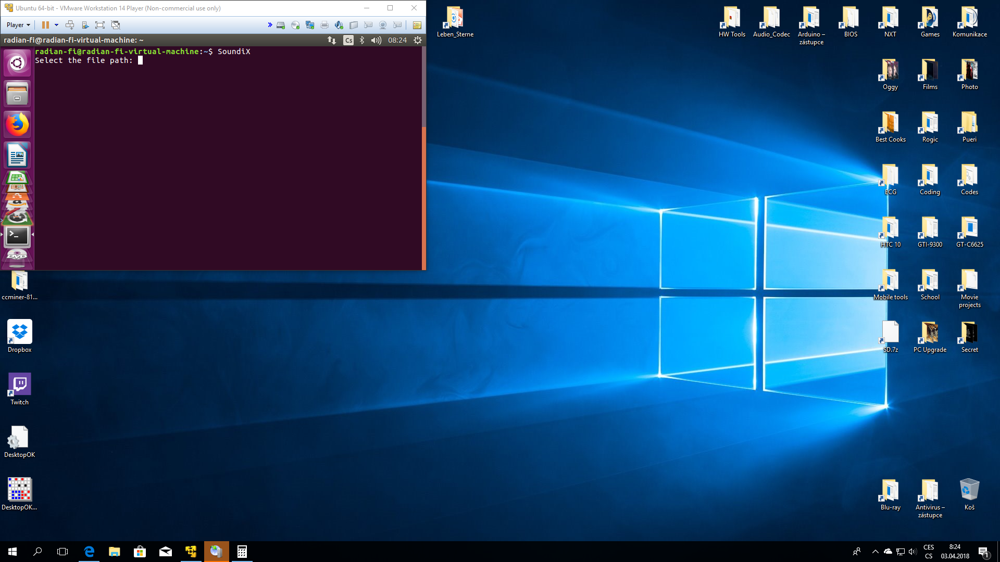 Ubuntu 64-bit - VMware Workstation 14 Player (Non-commercial use only)
Player
radian-fi@radian-fi-virtual-machine: ~
Cs
08:24
radian-fi@radian-fi-virtual-machine:~$ SoundiX
Select the file path:
Leben_Sterne
HW Tools
Audio_Codec
Arduino –
zástupce
BIOS
NXT
Games
Komunikace
Oggy
Films
Photo
Best Cooks
Rogic
Pueri
ECG
Coding
Codes
HTC 10
GTI-9300
GT-C6625
ccminer-81...
Mobile tools
School
Movie
projects
Dropbox
SD.7z
PC Upgrade
Secret
Twitch
DesktopOK
DesktopOK...
Blu-ray
Antivirus –
zástupce
Koš
CES
CS
8:24
03.04.2018
1
DVD